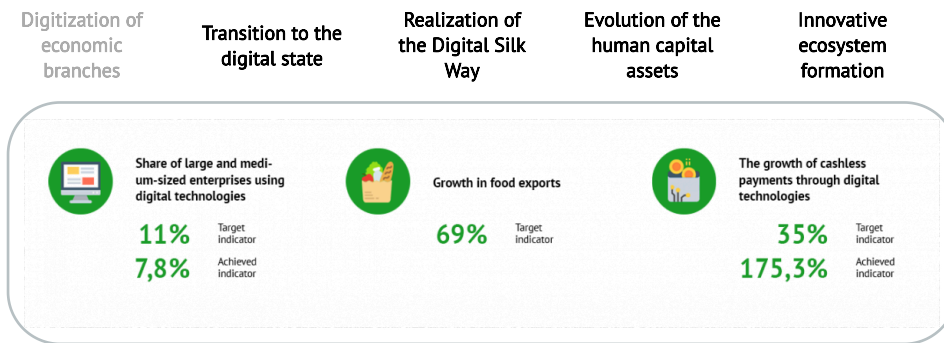 Digitization of
economic
branches
Transition to the
digital state
Realization of
the Digital Silk
Way
Evolution of the
human capital
assets
Innovative
ecosystem
formation
Share of large and medi-
um-sized enterprises using
digital technologies
11% Target
indicator
7,8% Achieved
indicator
Growth in food exports
69% Target
indicator
The growth of cashless
payments through digital
technologies
35% Target
indicator
175,3% Achieved
indicator